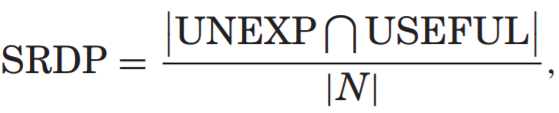 SRDP = |UNEXP ⋂ USEFUL| / |N|,